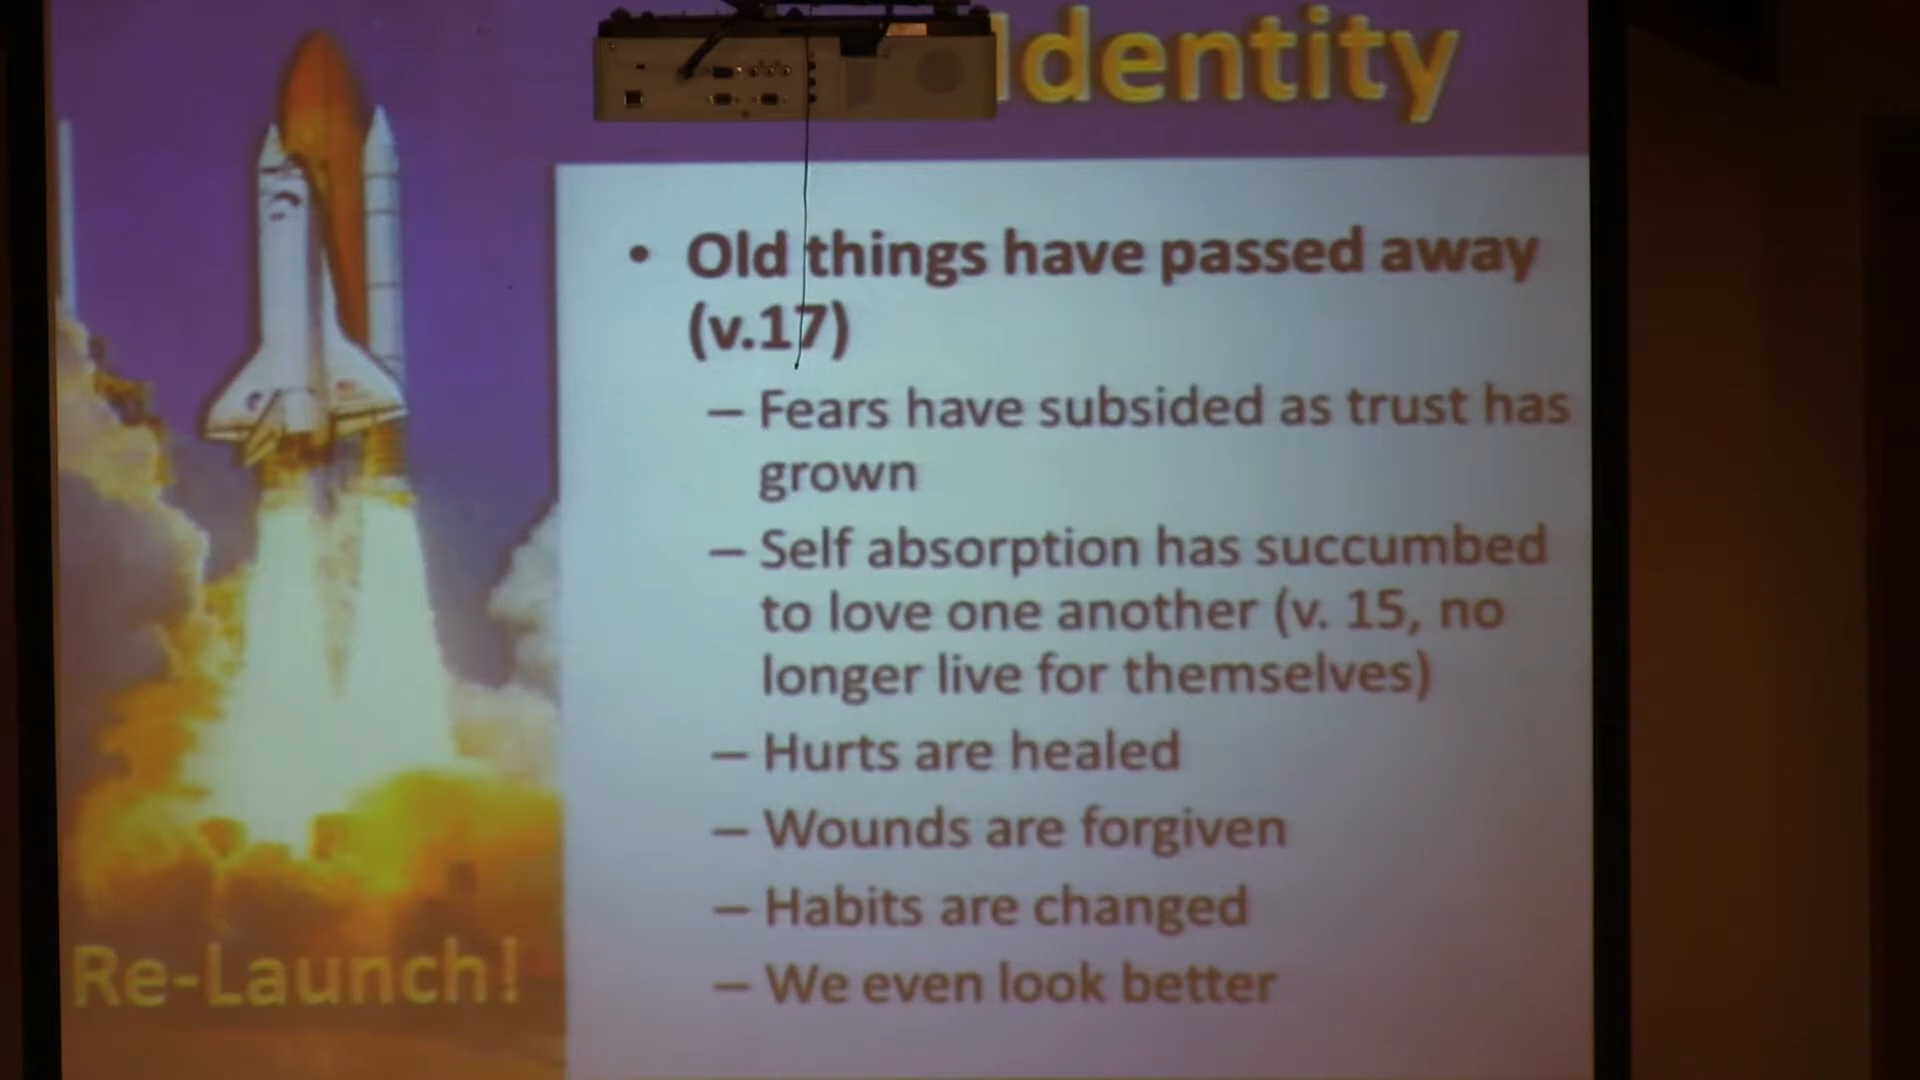 Identity
• Old things have passed away
(v.17)
– Fears have subsided as trust has
grown
– Self absorption has succumbed
to love one another (v. 15, no
longer live for themselves)
– Hurts are healed
– Wounds are forgiven
– Habits are changed
– We even look better
Re-Launch!